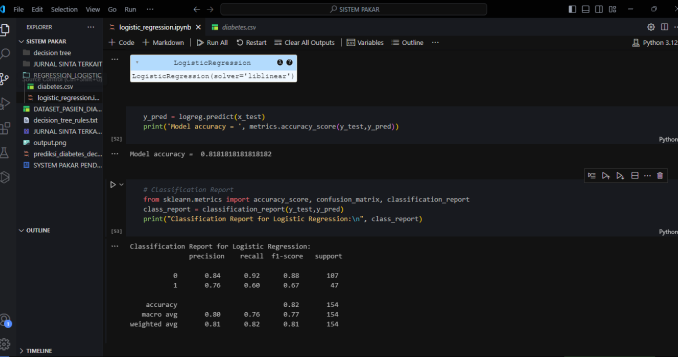 File Edit Selection View Go Run ... SISTEM PAKAR
EXPLORER ...
logistic_regression.ipynb diabetes.csv
SISTEM PAKAR
decision tree
JURNAL SINTA TERKAIT
REGRESSION_LOGISTIC
diabetes.csv
logistic_regression.i...
DATASET_PASIEN_DIA...
decision_tree_rules.txt
JURNAL SINTA TERKA...
output.png
prediksi_diabetes_dec...
SYSTEM PAKAR PEND...
OUTLINE
TIMELINE
+ Code + Markdown Run All Restart Clear All Outputs Variables Outline ... Python 3.12
LogisticRegression
LogisticRegression(solver='liblinear')
y_pred = logreg.predict(x_test)
print('Model accuracy = ', metrics.accuracy_score(y_test,y_pred))
[52] Python
Model accuracy = 0.8181818181818182
# Classification Report
from sklearn.metrics import accuracy_score, confusion_matrix, classification_report
class_report = classification_report(y_test,y_pred)
print("Classification Report for Logistic Regression:\n", class_report)
[53] Python
Classification Report for Logistic Regression:
precision recall f1-score support
0 0.84 0.92 0.88 107
1 0.76 0.60 0.67 47
accuracy 0.82 154
macro avg 0.80 0.76 0.77 154
weighted avg 0.81 0.82 0.81 154